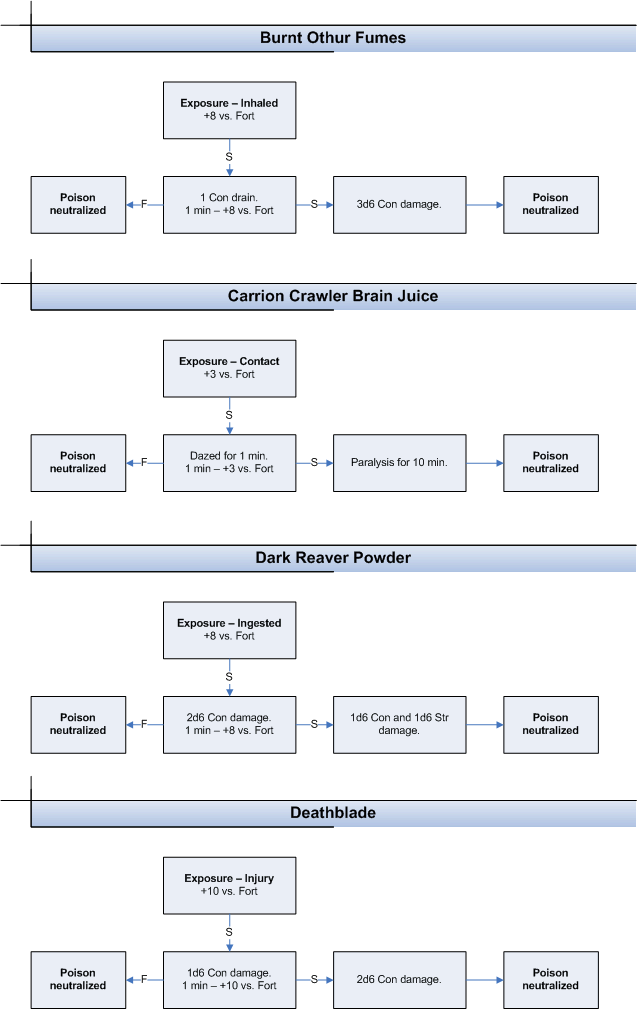 Burnt Othur Fumes
Exposure – Inhaled
+8 vs. Fort
S
Poison
neutralized
F
1 Con drain.
1 min – +8 vs. Fort
S
3d6 Con damage.
Poison
neutralized
Carrion Crawler Brain Juice
Exposure – Contact
+3 vs. Fort
S
Poison
neutralized
F
Dazed for 1 min.
1 min – +3 vs. Fort
S
Paralysis for 10 min.
Poison
neutralized
Dark Reaver Powder
Exposure – Ingested
+8 vs. Fort
S
Poison
neutralized
F
2d6 Con damage.
1 min – +8 vs. Fort
S
1d6 Con and 1d6 Str
damage.
Poison
neutralized
Deathblade
Exposure – Injury
+10 vs. Fort
S
Poison
neutralized
F
1d6 Con damage.
1 min – +10 vs. Fort
S
2d6 Con damage.
Poison
neutralized